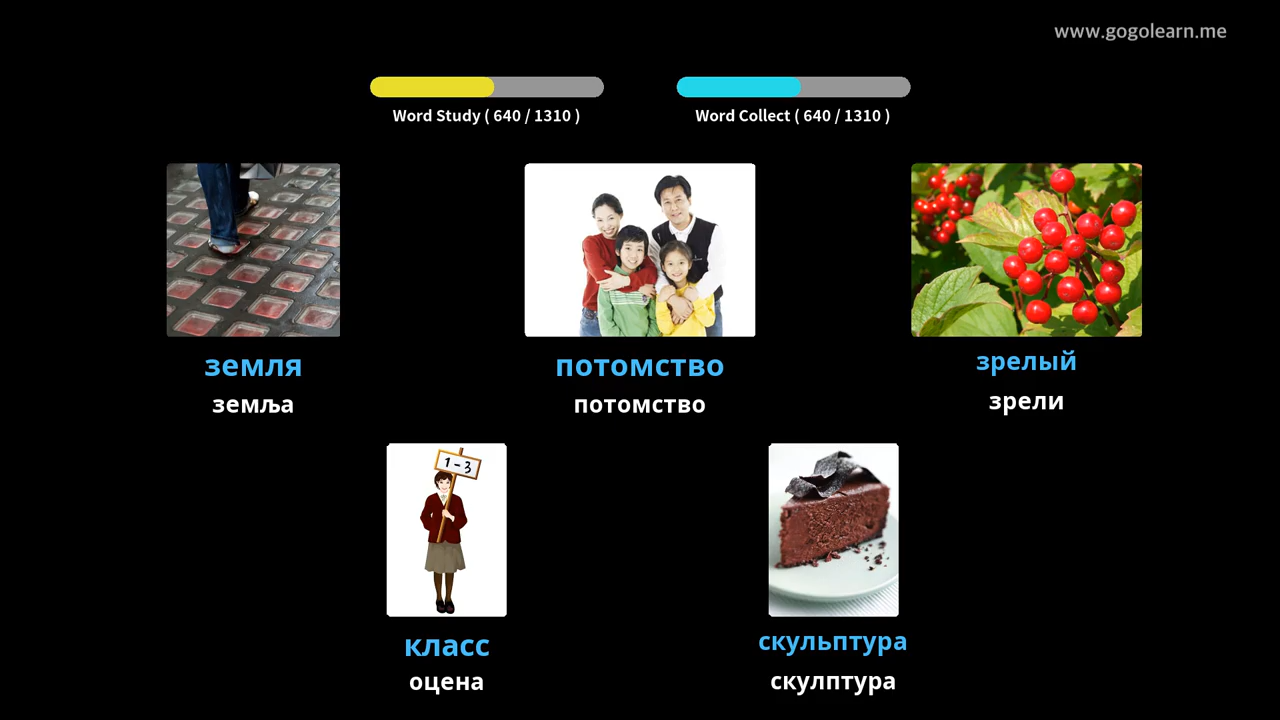 www.gogolearn.me
Word Study ( 640 / 1310 )
Word Collect ( 640 / 1310 )
земля
земља
потомство
потомство
зрелый
зрели
1 - 3
класс
оцена
скульптура
скулптура